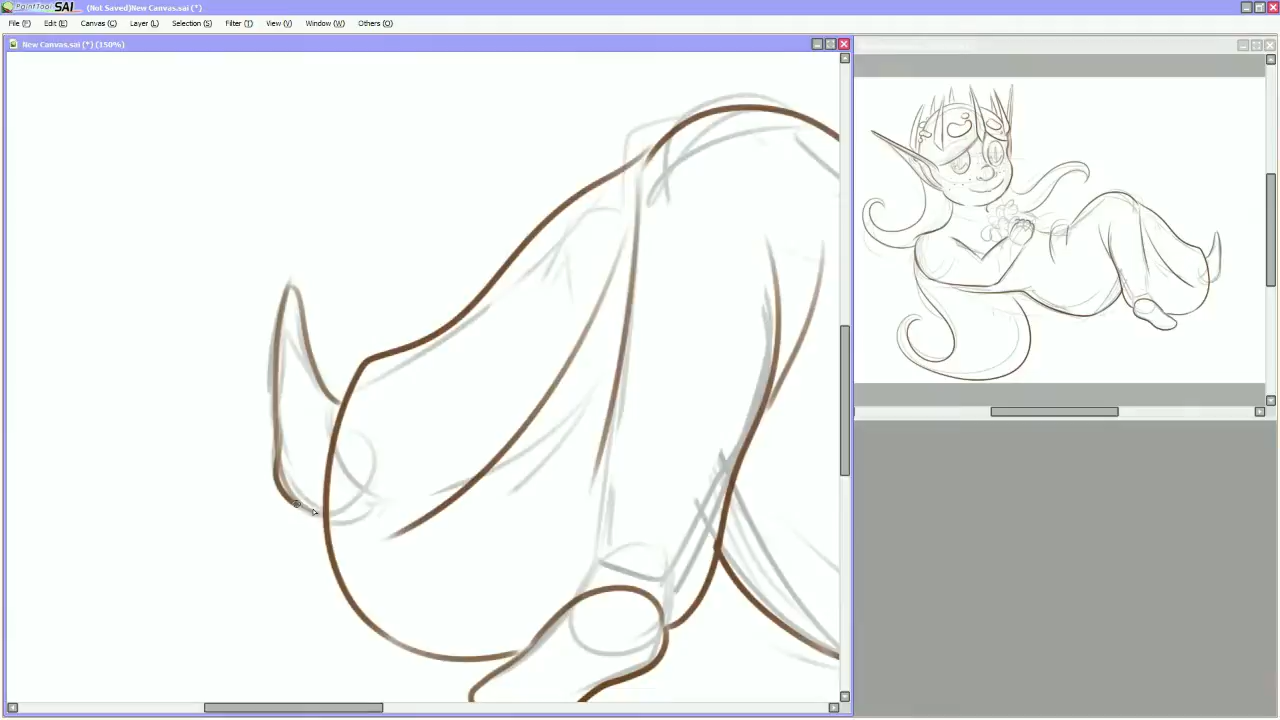 PaintTool SAI (Not Saved)New Canvas.sai (*)
File (F) Edit (E) Canvas (C) Layer (L) Selection (S) Filter (T) View (V) Window (W) Others (O)
New Canvas.sai (*) (150%)